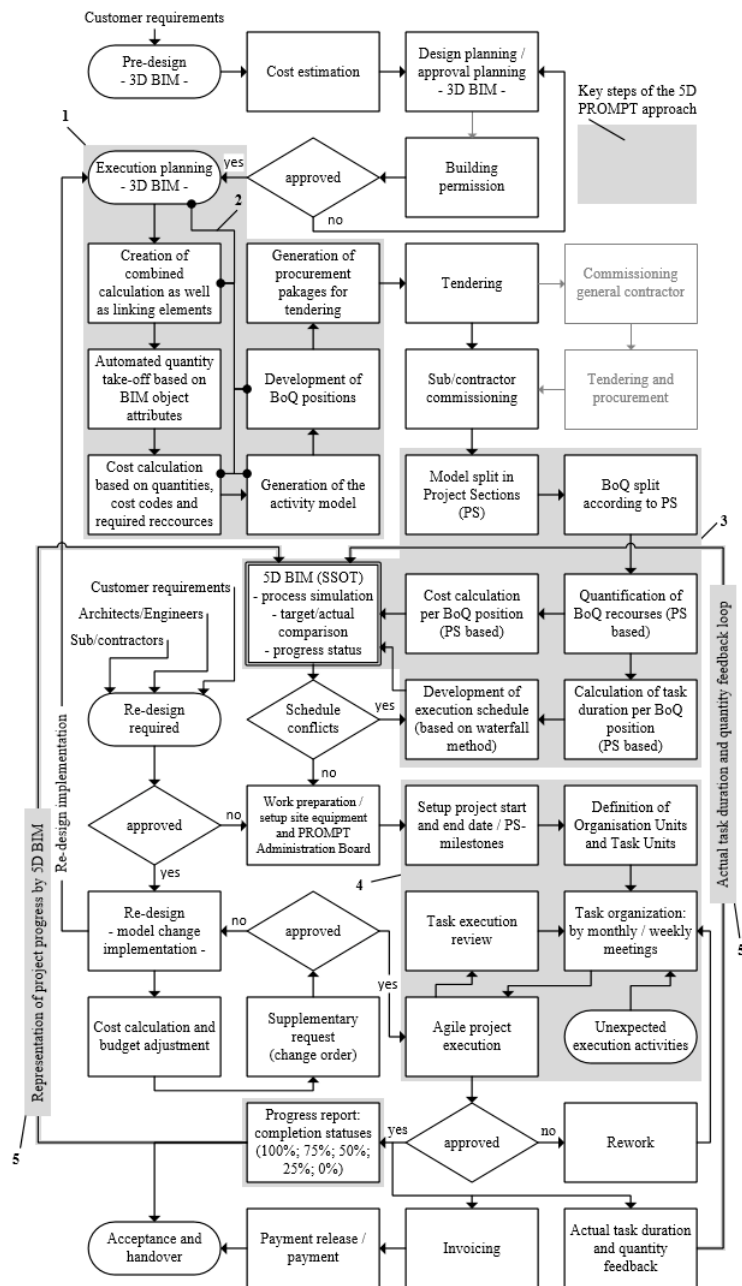 Customer requirements
Pre-design
- 3D BIM -
Cost estimation
Design planning /
approval planning
- 3D BIM -
Key steps of the 5D
PROMPT approach
1
Execution planning
- 3D BIM -
yes
approved
no
Building
permission
2
Creation of
combined
calculation as well
as linking elements
Generation of
procurement
pakages for
tendering
Tendering
Commissioning
general contractor
Automated quantity
take-off based on
BIM object
attributes
Development of
BoQ positions
Sub/contractor
commissioning
Tendering and
procurement
Cost calculation
based on quantities,
cost codes and
required reccources
Generation of the
activity model
Model split in
Project Sections
(PS)
BoQ split
according to PS
3
Customer requirements
Architects/Engineers
Sub/contractors
5D BIM (SSOT)
- process simulation
- target/actual
comparison
- progress status
Cost calculation
per BoQ position
(PS based)
Quantification of
BoQ recourses (PS
based)
Re-design
required
Schedule
conflicts
yes
no
Development of
execution schedule
(based on waterfall
method)
Calculation of task
duration per BoQ
position
(PS based)
approved
no
yes
Work preparation /
setup site equipment
and PROMPT
Administration Board
Setup project start
and end date / PS-
milestones
Definition of
Organisation Units
and Task Units
4
Re-design
- model change
implementation -
no
approved
yes
Task execution
review
Task organization:
by monthly / weekly
meetings
Cost calculation and
budget adjustment
Supplementary
request
(change order)
Agile project
execution
Unexpected
execution activities
Progress report:
completion statuses
(100%; 75%; 50%;
25%; 0%)
yes
approved
no
Rework
Acceptance and
handover
Payment release /
payment
Invoicing
Actual task duration
and quantity
feedback
Representation of project progress by 5D BIM
5
Re-design implementation
Actual task duration and quantity feedback loop
5